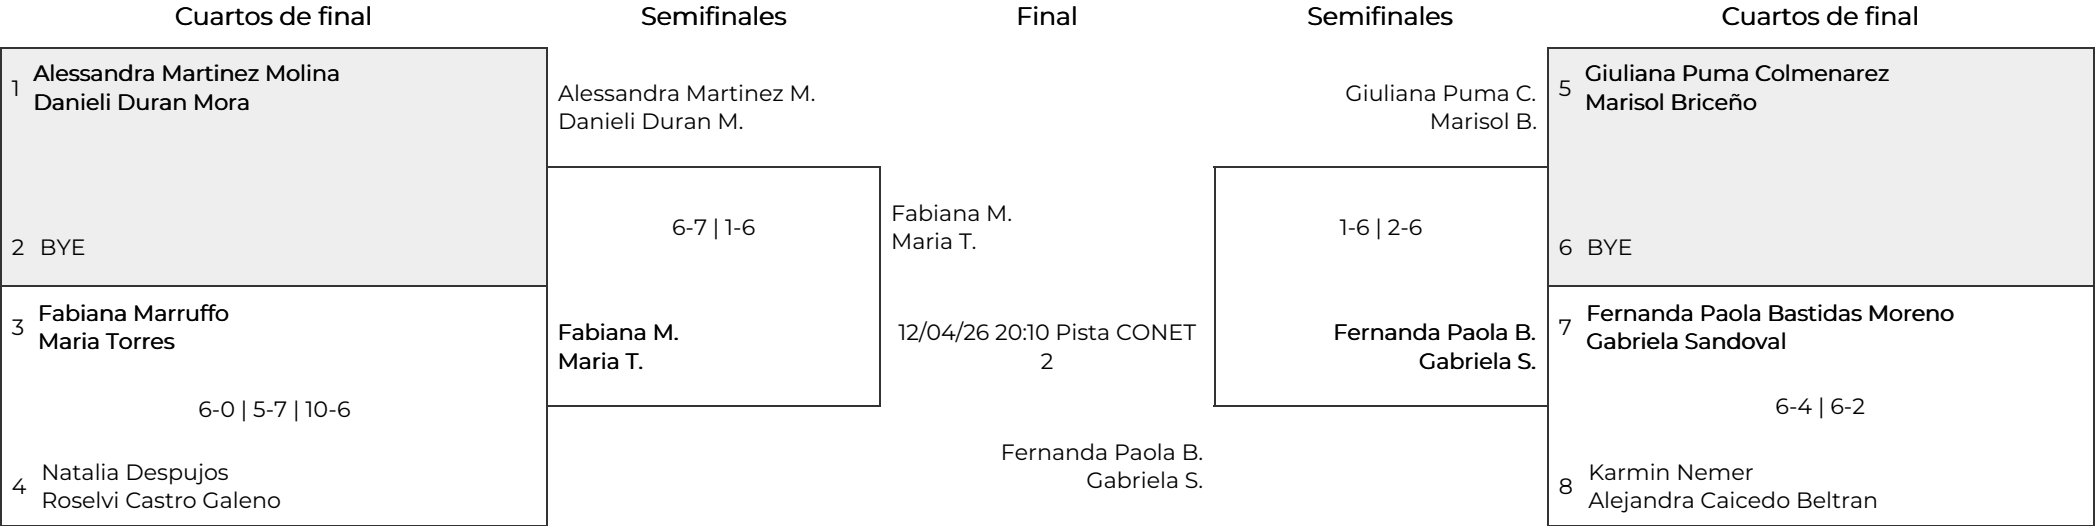 Cuartos de final
Semifinales
Final
Semifinales
Cuartos de final
1
Alessandra Martinez Molina
Danieli Duran Mora
2 BYE
3
Fabiana Marruffo
Maria Torres
6-0 | 5-7 | 10-6
4
Natalia Despujos
Roselvi Castro Galeno
Alessandra Martinez M.
Danieli Duran M.
6-7 | 1-6
Fabiana M.
Maria T.
Fabiana M.
Maria T.
12/04/26 20:10 Pista CONET
2
Fernanda Paola B.
Gabriela S.
Giuliana Puma C.
Marisol B.
1-6 | 2-6
Fernanda Paola B.
Gabriela S.
5
Giuliana Puma Colmenarez
Marisol Briceño
6 BYE
7
Fernanda Paola Bastidas Moreno
Gabriela Sandoval
6-4 | 6-2
8
Karmin Nemer
Alejandra Caicedo Beltran